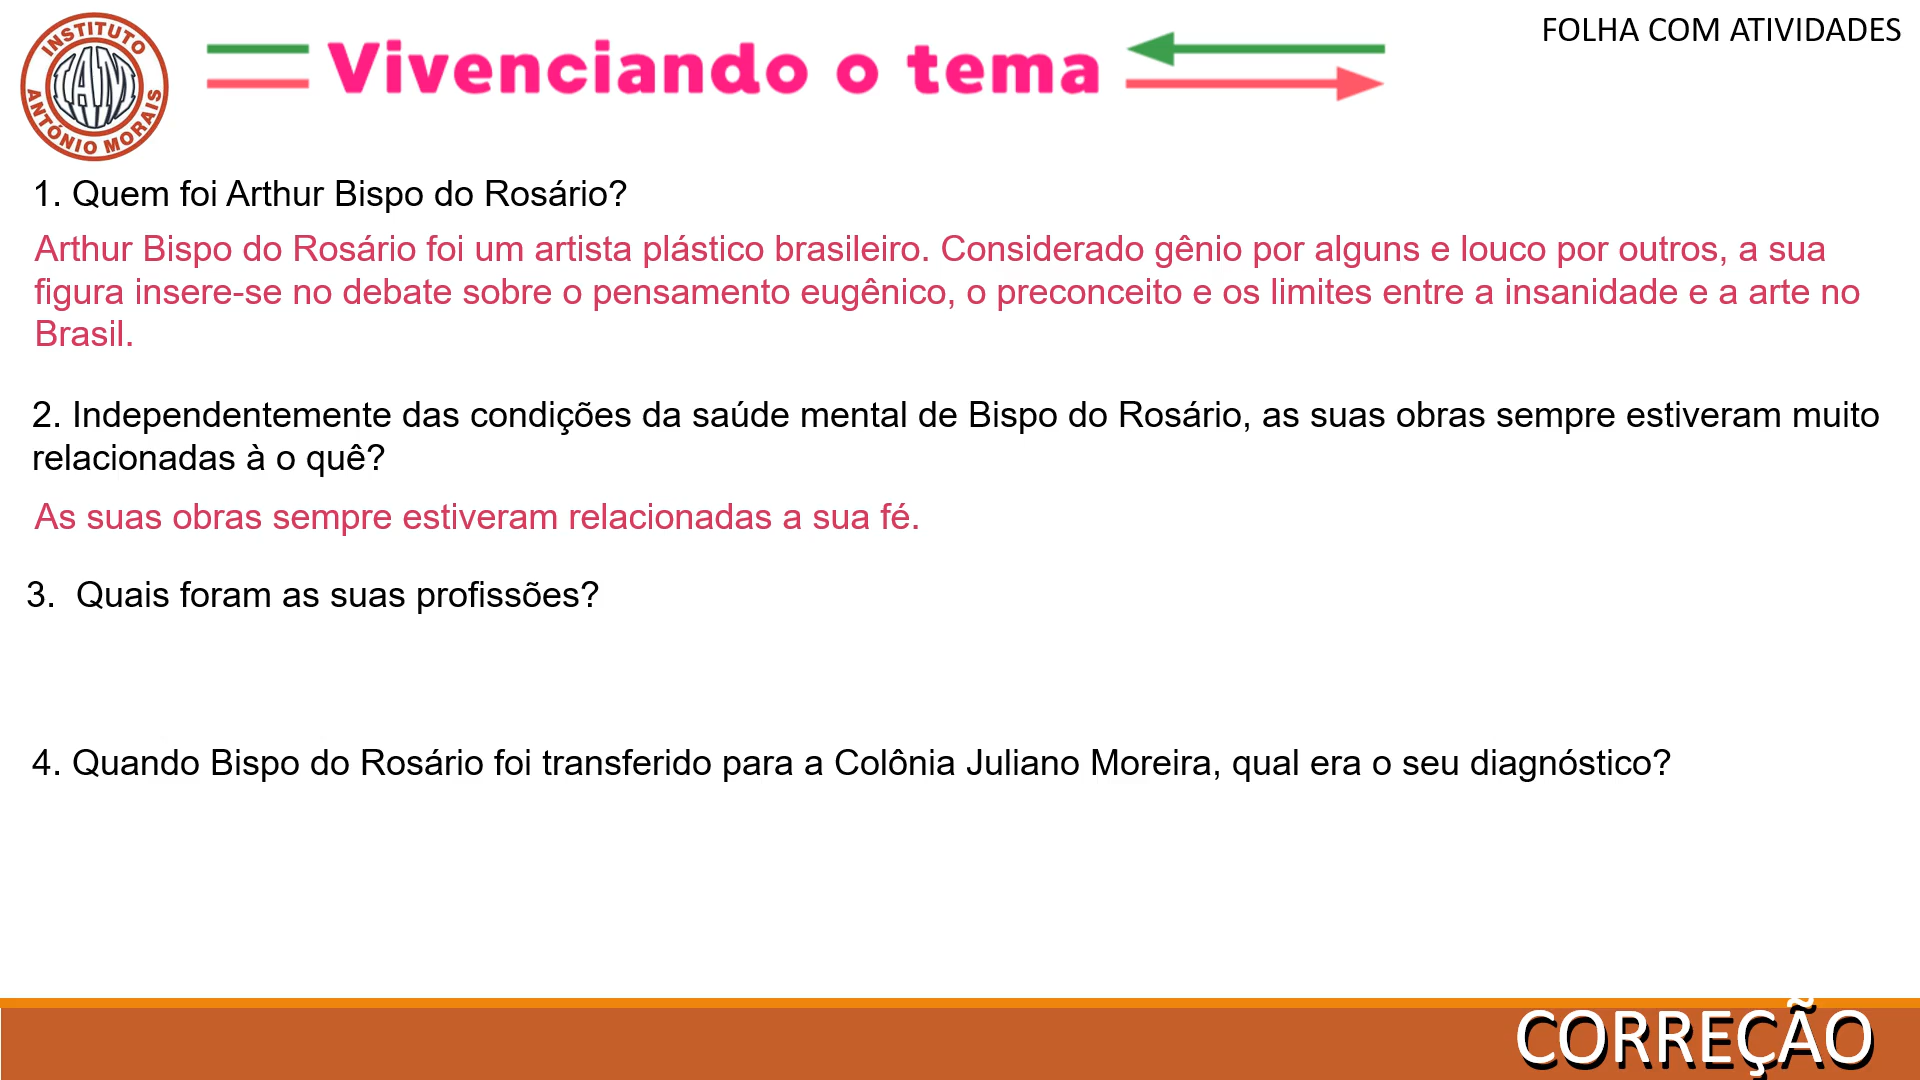 INSTITUTO
IAM
ANTÓNIO MORAIS
Vivenciando o tema
FOLHA COM ATIVIDADES
1. Quem foi Arthur Bispo do Rosário?
Arthur Bispo do Rosário foi um artista plástico brasileiro. Considerado gênio por alguns e louco por outros, a sua
figura insere-se no debate sobre o pensamento eugênico, o preconceito e os limites entre a insanidade e a arte no
Brasil.
2. Independentemente das condições da saúde mental de Bispo do Rosário, as suas obras sempre estiveram muito
relacionadas à o quê?
As suas obras sempre estiveram relacionadas a sua fé.
3. Quais foram as suas profissões?
4. Quando Bispo do Rosário foi transferido para a Colônia Juliano Moreira, qual era o seu diagnóstico?
CORREÇÃO